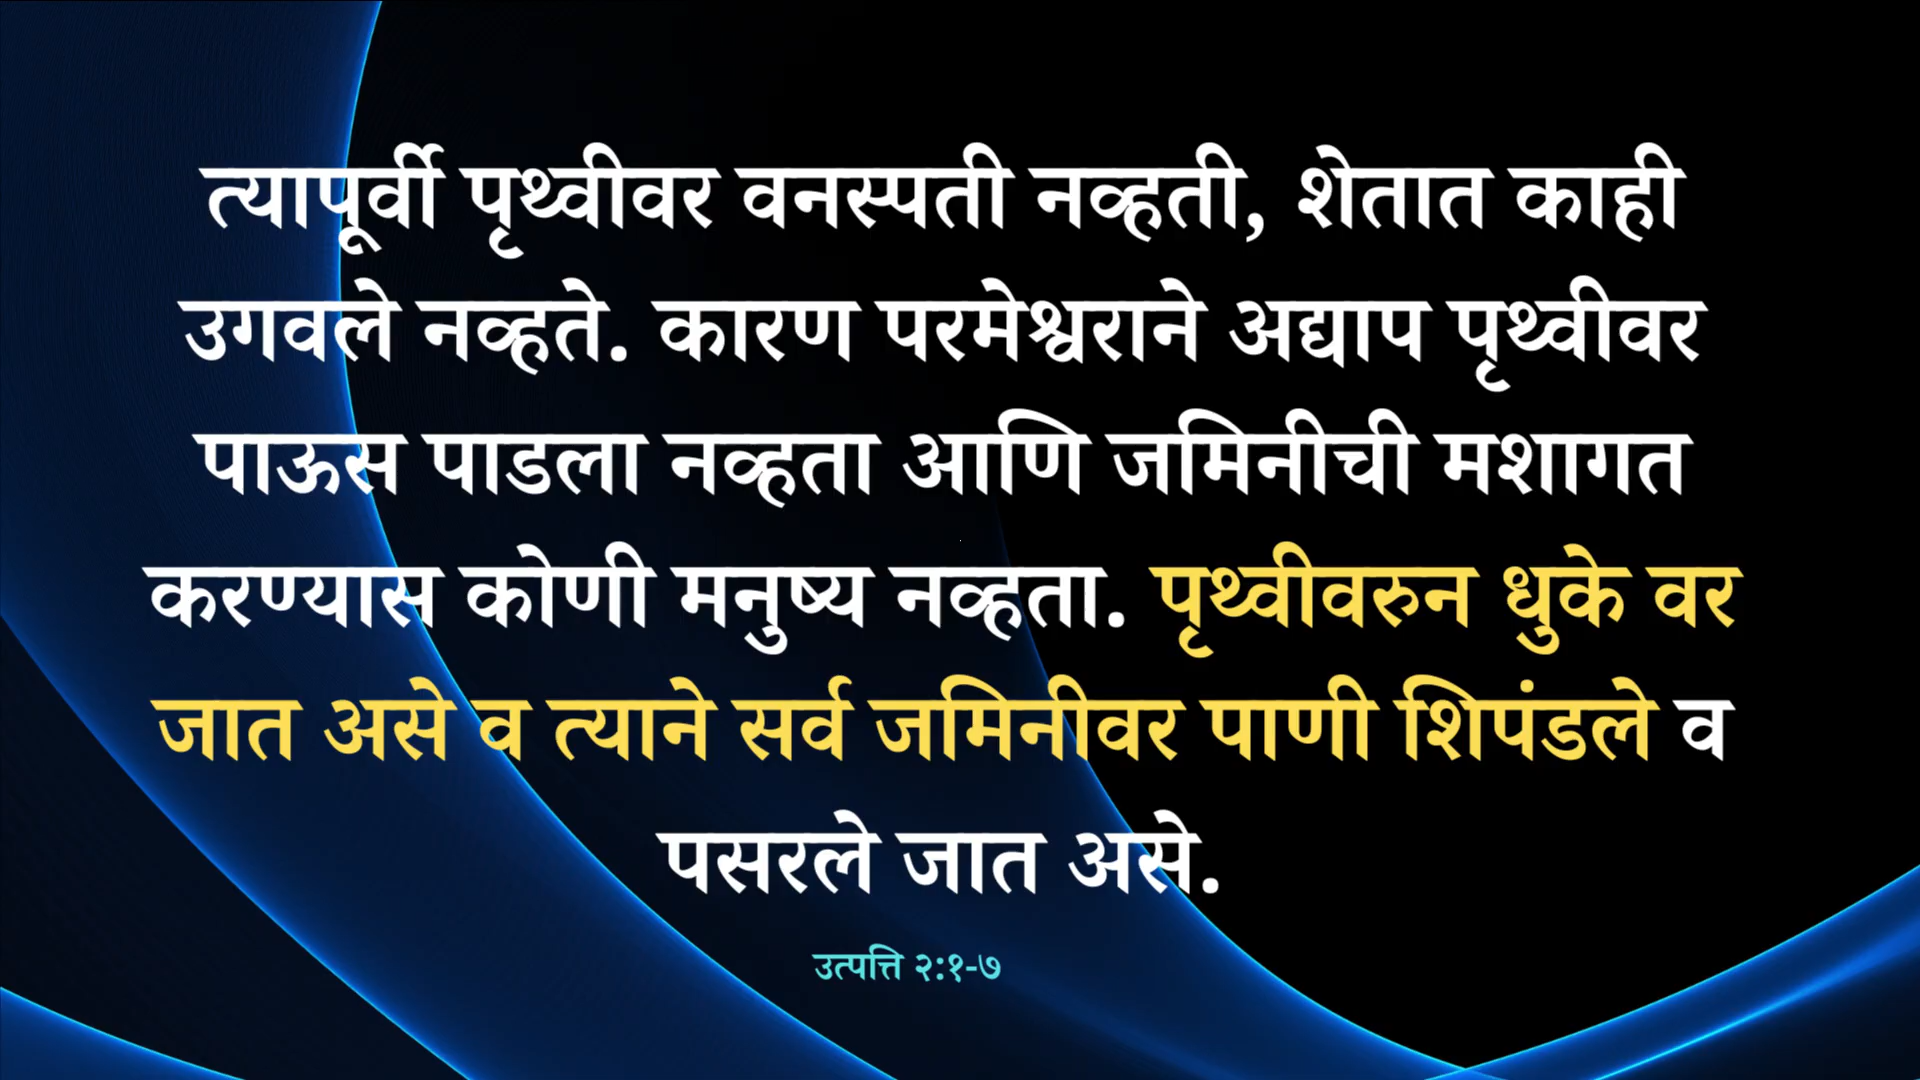 त्यापूर्वी पृथ्वीवर वनस्पती नव्हती, शेतात काही
उगवले नव्हते. कारण परमेश्वराने अद्याप पृथ्वीवर
पाऊस पाडला नव्हता आणि जमिनीची मशागत
करण्यास कोणी मनुष्य नव्हता. पृथ्वीवरुन धुके वर
जात असे व त्याने सर्व जमिनीवर पाणी शिपंडले व
पसरले जात असे.
उत्पत्ति २:१-७